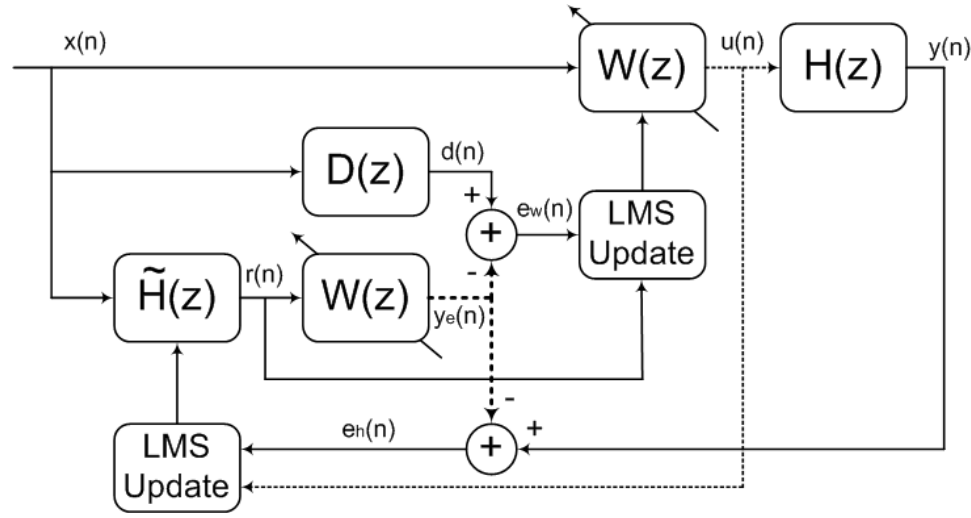 x(n)
W(z)
u(n)
H(z)
y(n)
D(z)
d(n)
+
+
-
e_w(n)
LMS
Update
H̃(z)
r(n)
W(z)
y_e(n)
-
+
+
e_h(n)
LMS
Update